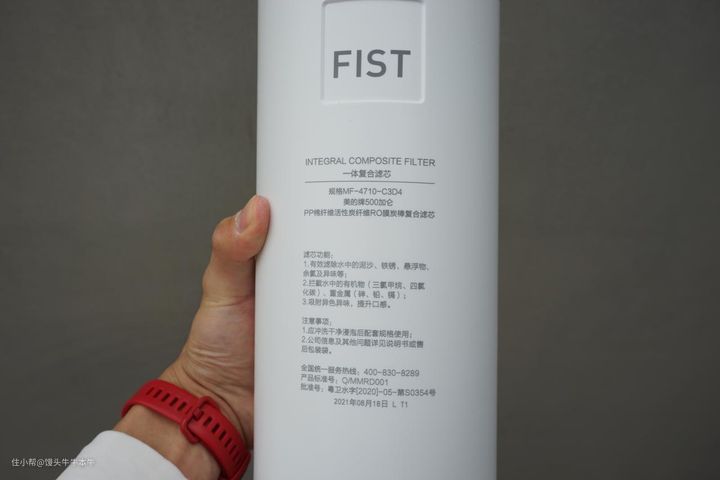 FIST
INTEGRAL COMPOSITE FILTER
一体复合滤芯
规格MF-4710-C3D4
美的牌500加仑
PP棉纤维活性炭纤维RO膜炭棒复合滤芯
滤芯功能:
1.有效滤除水中的泥沙、铁锈、悬浮物、
余氯及异味等;
2.拦截水中的有机物（三氯甲烷、四氯
化碳）、重金属（砷、铅、镉）;
3.吸附异色异味，提升口感。
注意事项:
1.应冲洗干净浸泡后配套规格使用;
2.公司信息及其他问题详见说明书或售
后包装袋。
全国统一服务热线: 400-830-8289
产品标准号: Q/MMRD001
批准号: 粤卫水字[2020]-05-第S0354号
2021年08月18日 L T1
住小帮@馒头牛牛本牛